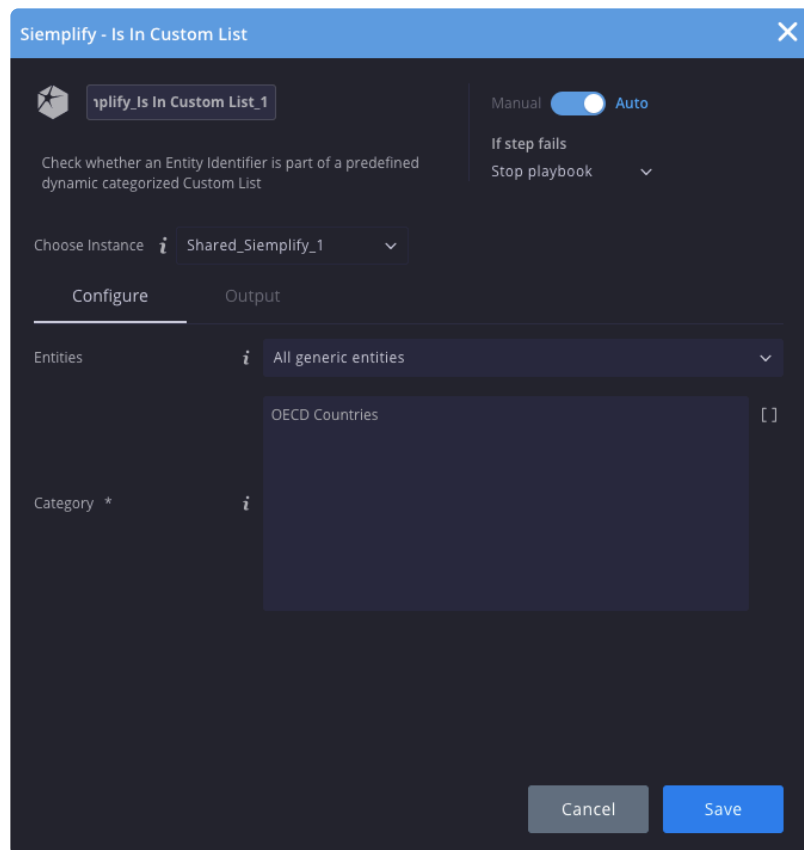 Siemplify - Is In Custom List
plify_Is In Custom List_1
Manual
Auto
If step fails
Stop playbook
Check whether an Entity Identifier is part of a predefined
dynamic categorized Custom List
Choose Instance i Shared_Siemplify_1
Configure
Output
Entities i All generic entities
OECD Countries
[ ]
Category * i
Cancel
Save